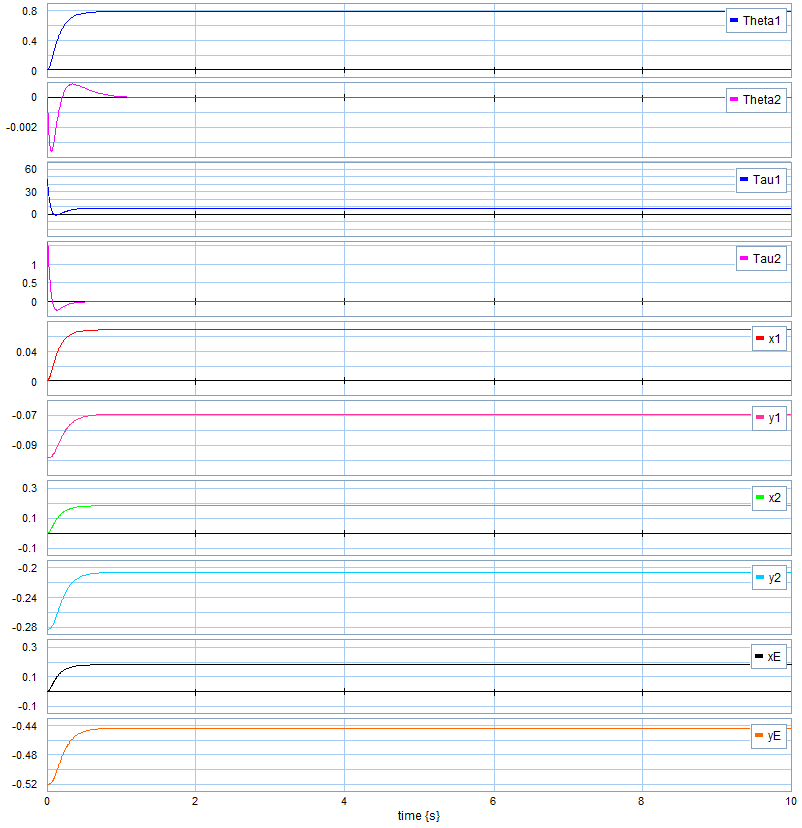 0.8
Theta1
0.4
0
0
Theta2
-0.002
60
Tau1
30
0
Tau2
1
0.5
0
x1
0.04
0
-0.07
y1
-0.09
0.3
x2
0.1
-0.1
-0.2
y2
-0.24
-0.28
0.3
xE
0.1
-0.1
-0.44
yE
-0.48
-0.52
0 2 4 6 8 10
time {s}